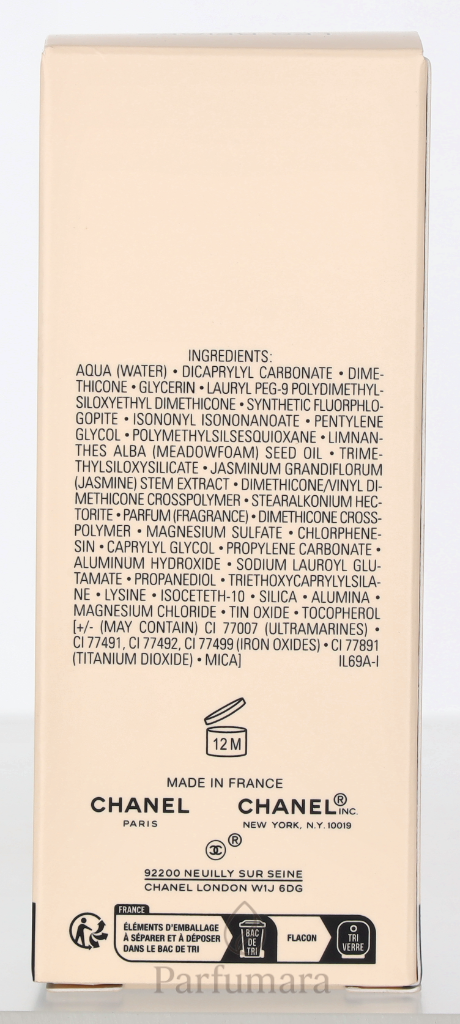 INGREDIENTS:
AQUA (WATER) • DICAPRYLYL CARBONATE • DIME-
THICONE • GLYCERIN • LAURYL PEG-9 POLYDIMETHYL-
SILOXYETHYL DIMETHICONE • SYNTHETIC FLUORPHLO-
GOPITE • ISONONYL ISONONANOATE • PENTYLENE
GLYCOL • POLYMETHYLSILSESQUIOXANE • LIMNAN-
THES ALBA (MEADOWFOAM) SEED OIL • TRIME-
THYLSILOXYSILICATE • JASMINUM GRANDIFLORUM
(JASMINE) STEM EXTRACT • DIMETHICONE/VINYL DI-
METHICONE CROSSPOLYMER • STEARALKONIUM HEC-
TORITE • PARFUM (FRAGRANCE) • DIMETHICONE CROSS-
POLYMER • MAGNESIUM SULFATE • CHLORPHENE-
SIN • CAPRYLYL GLYCOL • PROPYLENE CARBONATE •
ALUMINUM HYDROXIDE • SODIUM LAUROYL GLU-
TAMATE • PROPANEDIOL • TRIETHOXYCAPRYLYLSILA-
NE • LYSINE • ISOCETETH-10 • SILICA • ALUMINA •
MAGNESIUM CHLORIDE • TIN OXIDE • TOCOPHEROL
[+/- (MAY CONTAIN) CI 77007 (ULTRAMARINES) •
CI 77491, CI 77492, CI 77499 (IRON OXIDES) • CI 77891
(TITANIUM DIOXIDE) • MICA] IL69A-I
12 M
MADE IN FRANCE
CHANEL CHANEL® INC.
PARIS NEW YORK, N.Y. 10019
®
92200 NEUILLY SUR SEINE
CHANEL LONDON W1J 6DG
FRANCE
ÉLÉMENTS D'EMBALLAGE
À SÉPARER ET À DÉPOSER
DANS LE BAC DE TRI
BAC
DE
TRI
FLACON
TRI
VERRE
Parfumara